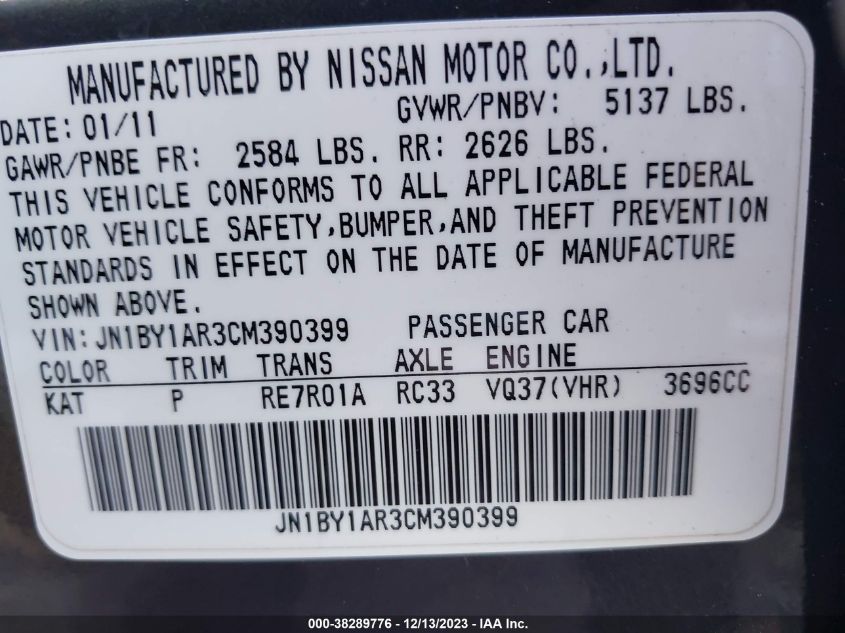 MANUFACTURED BY NISSAN MOTOR CO.,LTD.
DATE: 01/11 GVWR/PNBV: 5137 LBS.
GAWR/PNBE FR: 2584 LBS. RR: 2626 LBS.
THIS VEHICLE CONFORMS TO ALL APPLICABLE FEDERAL
MOTOR VEHICLE SAFETY,BUMPER,AND THEFT PREVENTION
STANDARDS IN EFFECT ON THE DATE OF MANUFACTURE
SHOWN ABOVE.
VIN:JN1BY1AR3CM390399 PASSENGER CAR
COLOR TRIM TRANS AXLE ENGINE
KAT P RE7R01A RC33 VQ37(VHR) 3696CC
JN1BY1AR3CM390399
000-38289776 - 12/13/2023 - IAA Inc.